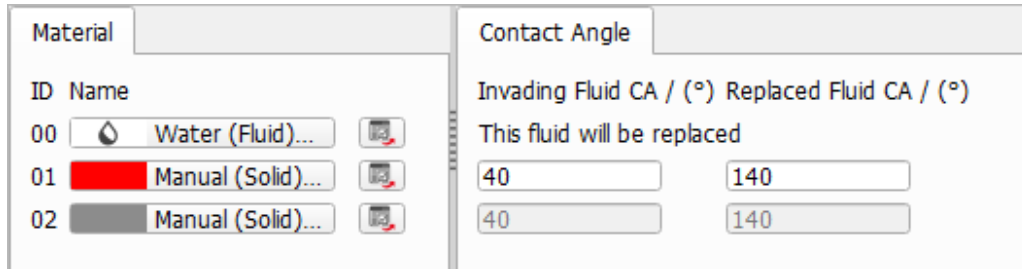 Material
Contact Angle
ID Name
Invading Fluid CA / (°) Replaced Fluid CA / (°)
00 Water (Fluid)...
This fluid will be replaced
01 Manual (Solid)...
40 140
02 Manual (Solid)...
40 140